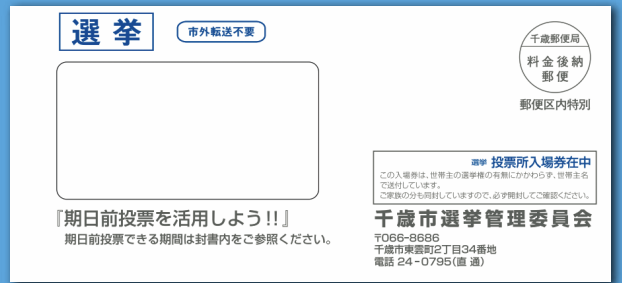 選挙
市外転送不要
千歳郵便局
料金後納
郵便
郵便区内特別
選挙 投票所入場券在中
この入場券は、世帯主の選挙権の有無にかかわらず、世帯主名
で送付しています。
ご家族の分も同封していますので、必ず開封してご確認ください。
『期日前投票を活用しよう!!』
期日前投票できる期間は封書内をご参照ください。
千歳市選挙管理委員会
〒066-8686
千歳市東雲町2丁目34番地
電話 24-0795(直 通)